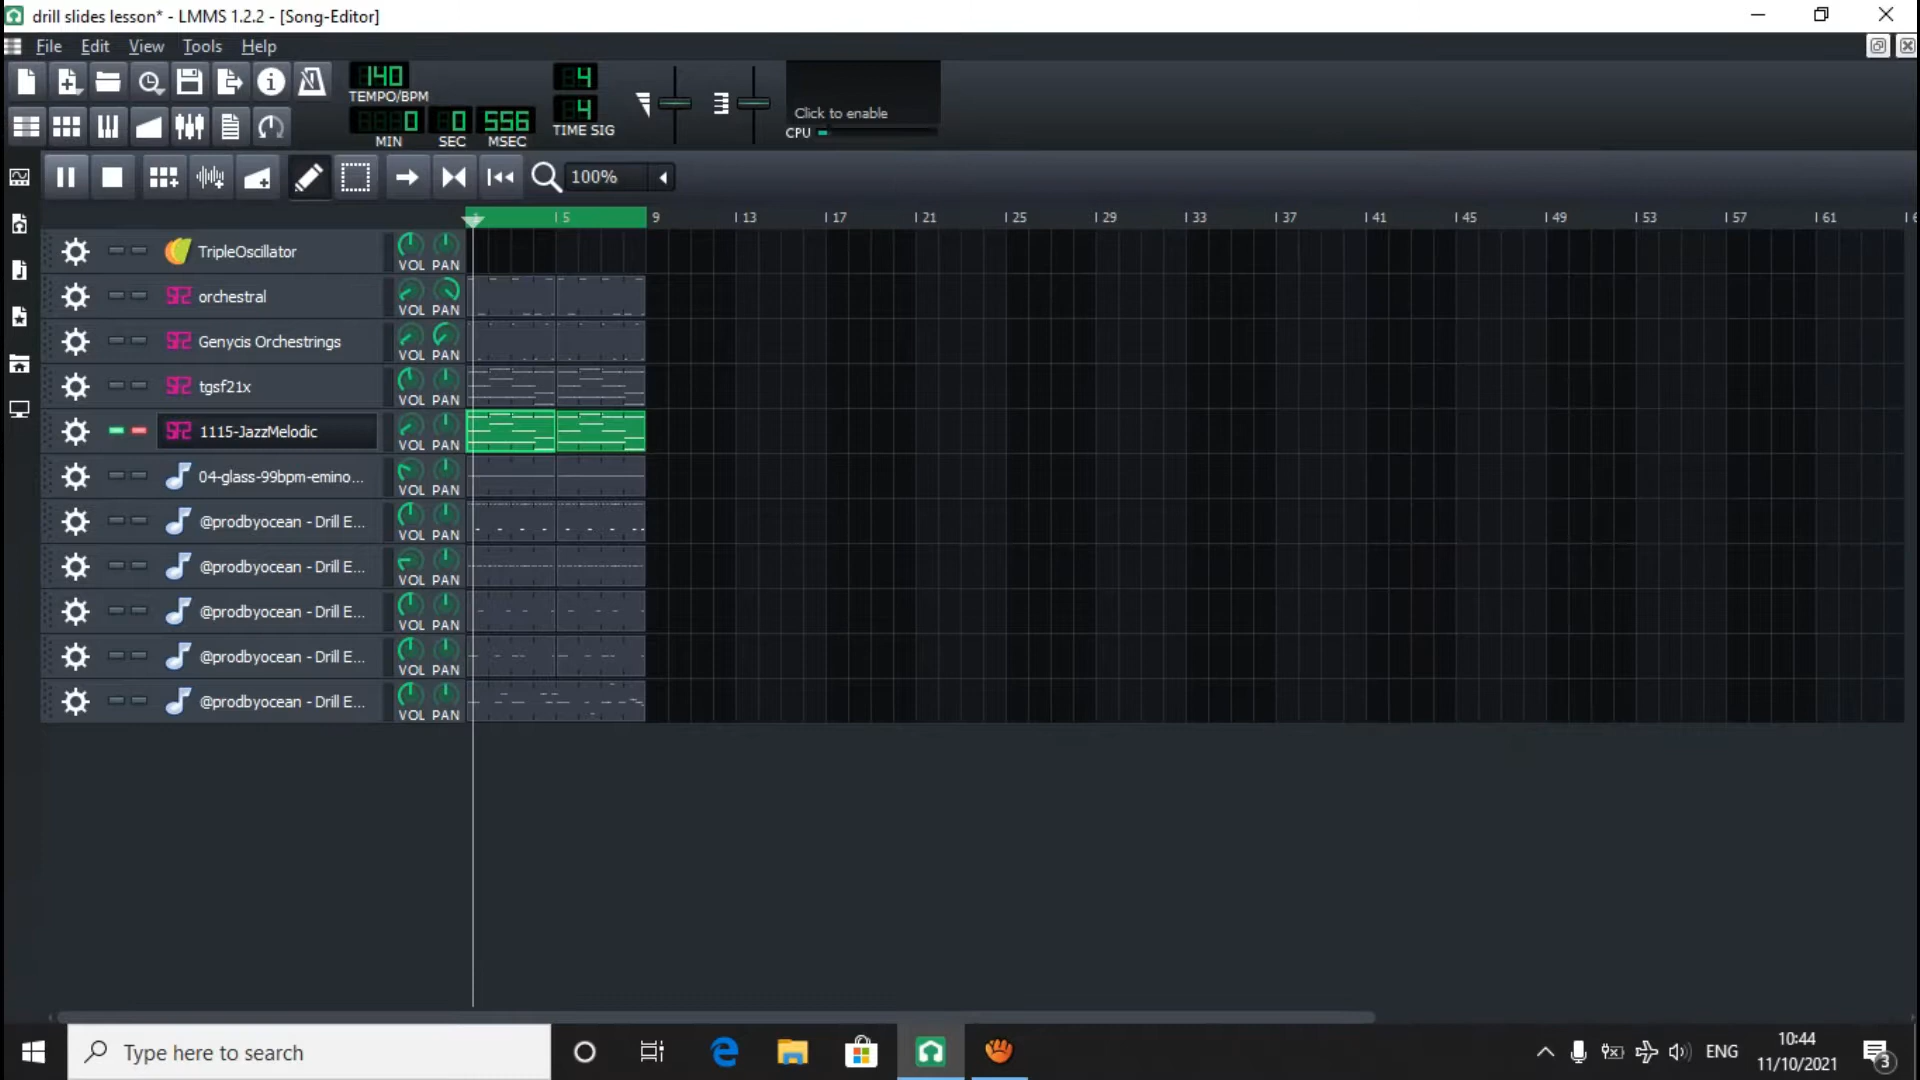 drill slides lesson* - LMMS 1.2.2 - [Song-Editor]
File Edit View Tools Help
140
TEMPO/BPM
0 0 556
MIN SEC MSEC
4
4
TIME SIG
Click to enable
CPU
100%
5 9 13 17 21 25 29 33 37 41 45 49 53 57 61
TripleOscillator VOL PAN
orchestral VOL PAN
Genycis Orchestrings VOL PAN
tgsf21x VOL PAN
1115-JazzMelodic VOL PAN
04-glass-99bpm-emino... VOL PAN
@prodbyocean - Drill E... VOL PAN
@prodbyocean - Drill E... VOL PAN
@prodbyocean - Drill E... VOL PAN
@prodbyocean - Drill E... VOL PAN
@prodbyocean - Drill E... VOL PAN
Type here to search
ENG
10:44
11/10/2021
3